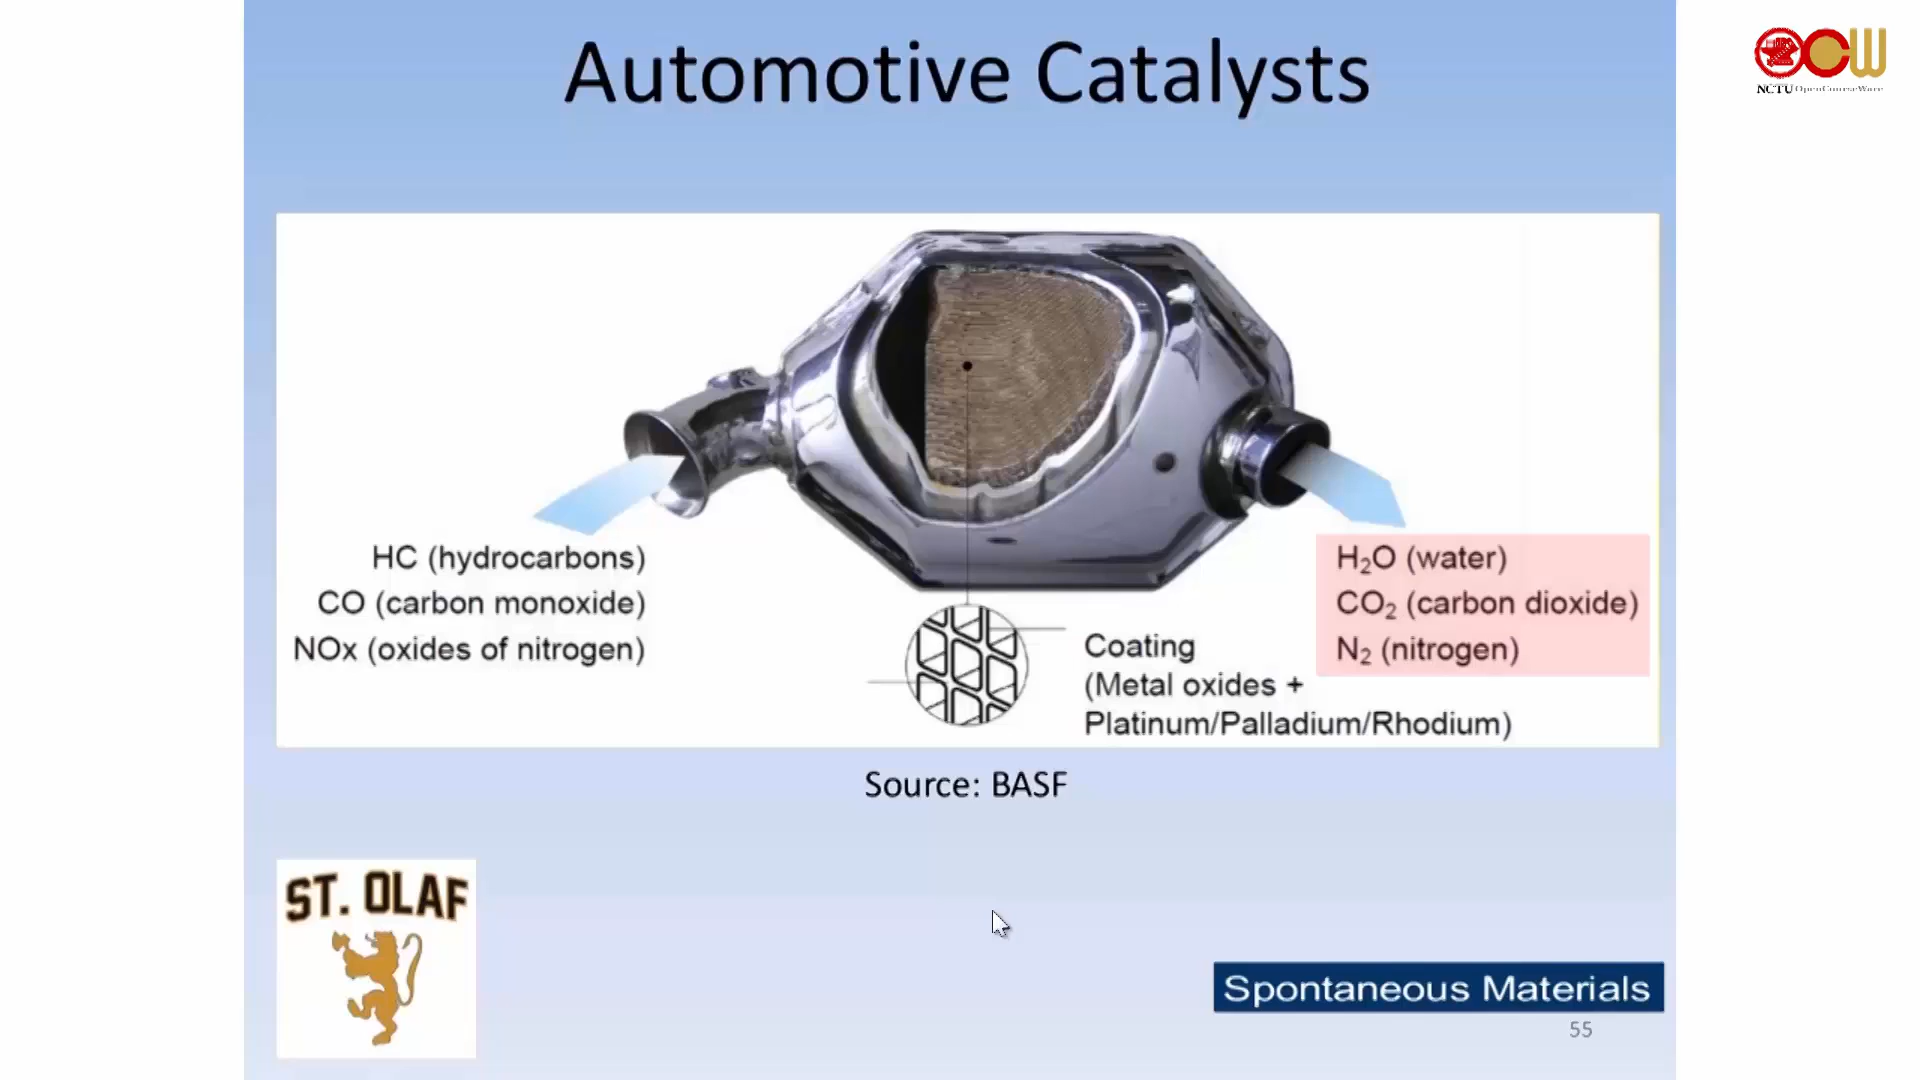 Automotive Catalysts
NCTU OpenCourseWare
HC (hydrocarbons)
CO (carbon monoxide)
NOx (oxides of nitrogen)
H₂O (water)
CO₂ (carbon dioxide)
N₂ (nitrogen)
Coating
(Metal oxides +
Platinum/Palladium/Rhodium)
Source: BASF
ST. OLAF
Spontaneous Materials
55